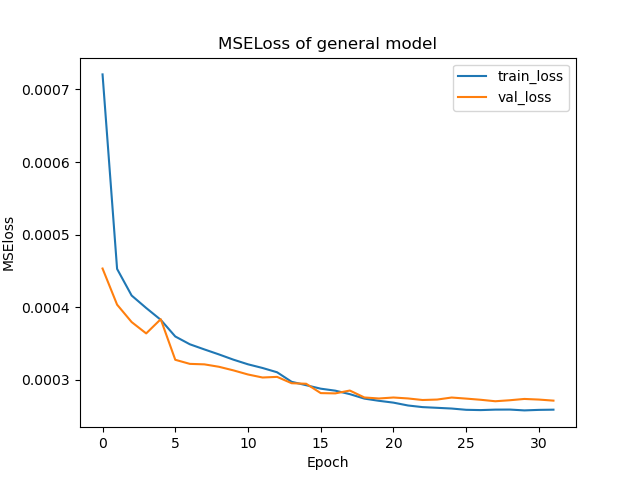 MSELoss of general model
train_loss
val_loss
0.0007
0.0006
0.0005
0.0004
0.0003
MSEloss
0 5 10 15 20 25 30
Epoch